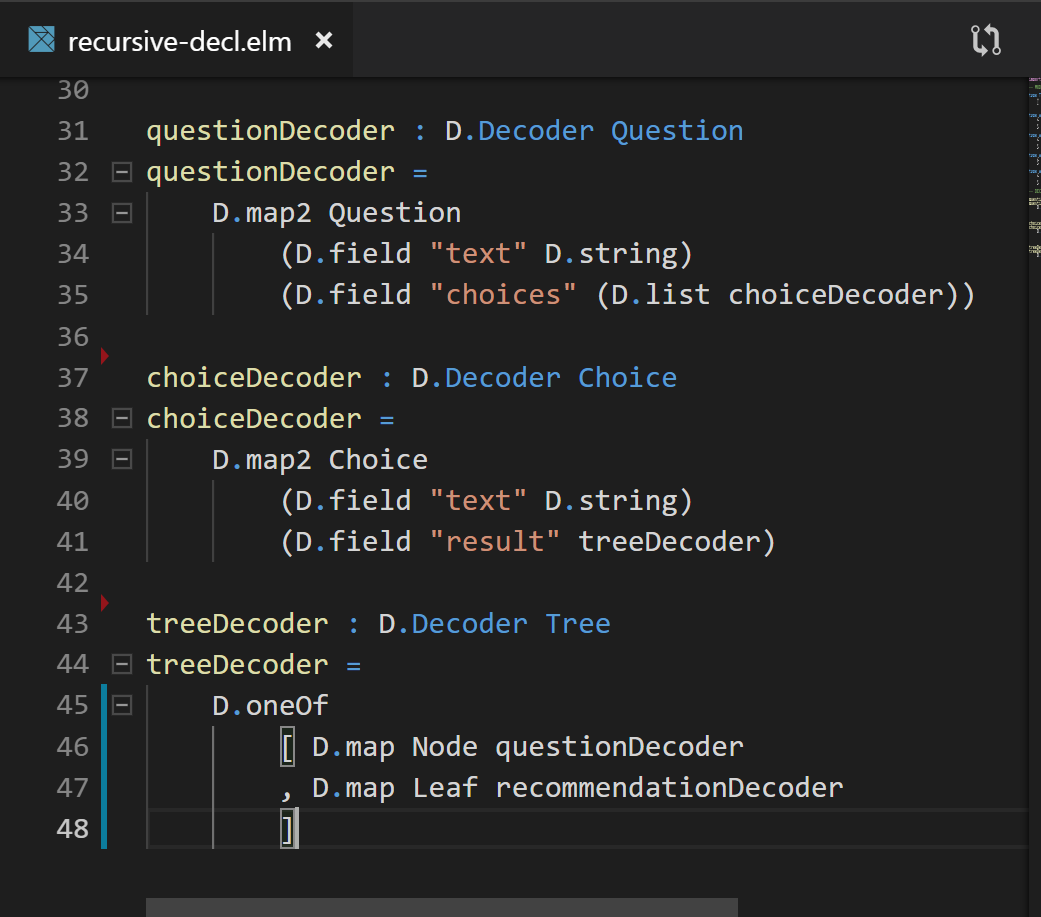 recursive-decl.elm ×
30
31 questionDecoder : D.Decoder Question
32 questionDecoder =
33     D.map2 Question
34         (D.field "text" D.string)
35         (D.field "choices" (D.list choiceDecoder))
36
37 choiceDecoder : D.Decoder Choice
38 choiceDecoder =
39     D.map2 Choice
40         (D.field "text" D.string)
41         (D.field "result" treeDecoder)
42
43 treeDecoder : D.Decoder Tree
44 treeDecoder =
45     D.oneOf
46         [ D.map Node questionDecoder
47         , D.map Leaf recommendationDecoder
48         ]